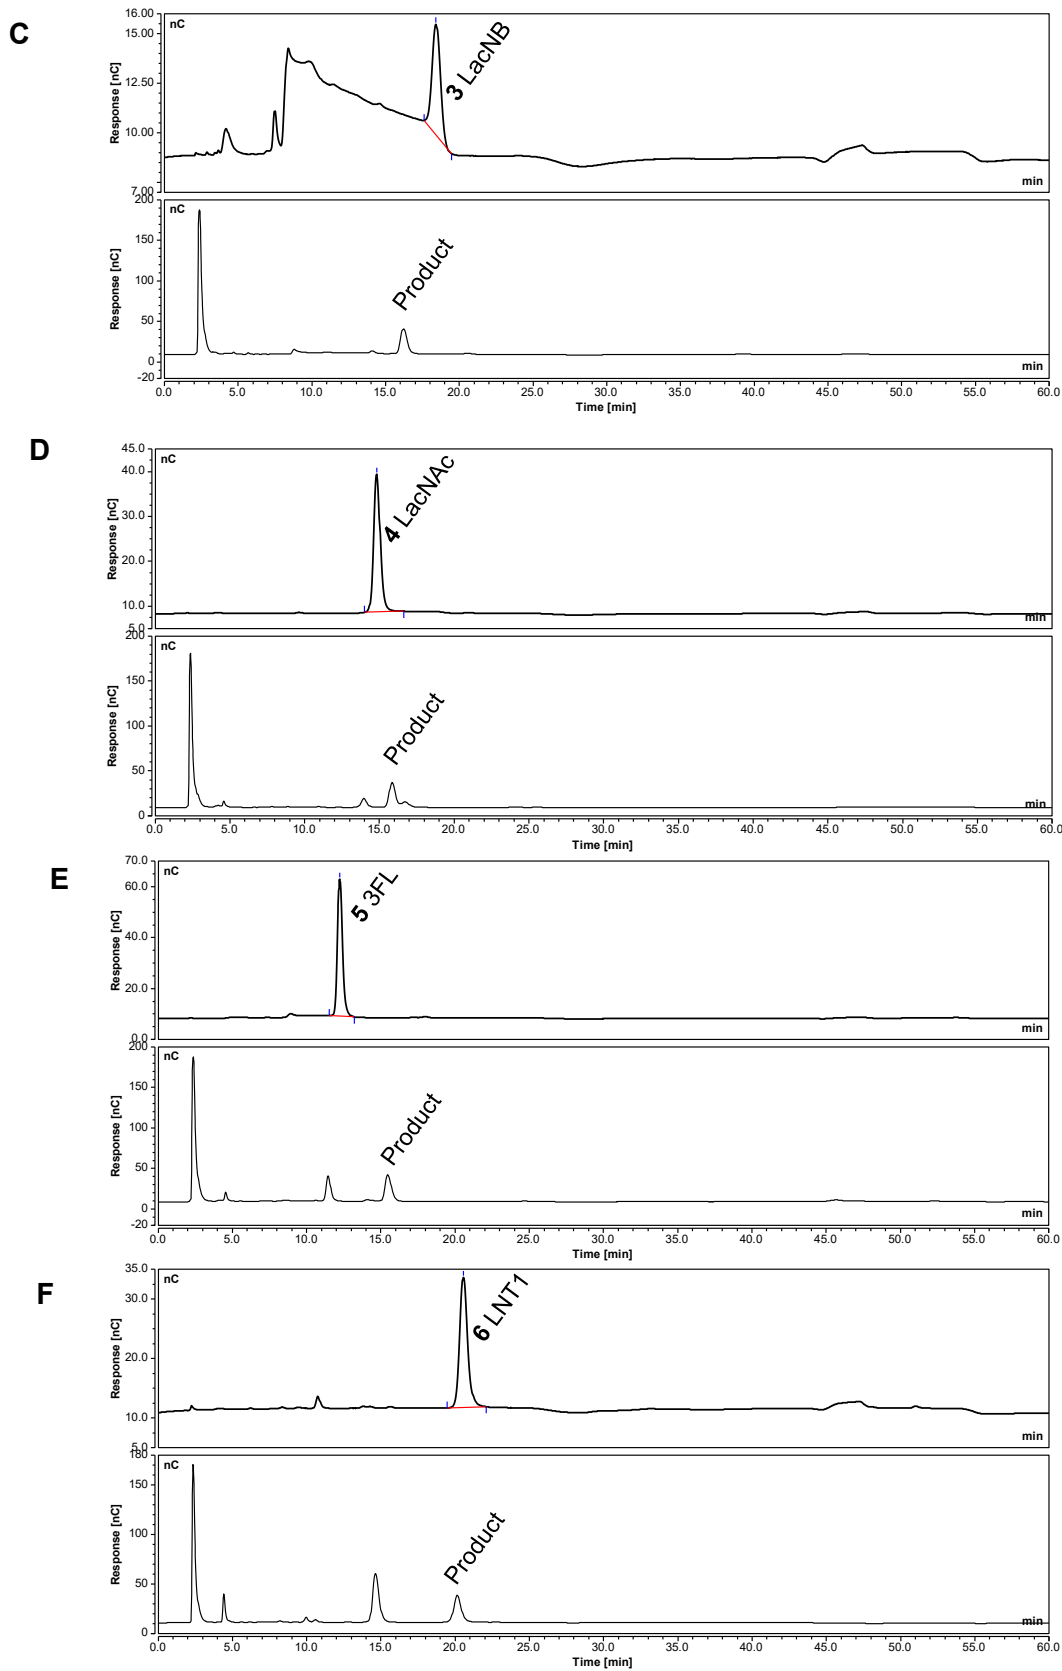 C
16.00
nC
15.00
12.50
10.00
7.00
Response [nC]
3 LacNB
min
200
nC
150
100
50
0
-20
Response [nC]
Product
min
0.0 5.0 10.0 15.0 20.0 25.0 30.0 35.0 40.0 45.0 50.0 55.0 60.0
Time [min]
D
45.0
nC
40.0
30.0
20.0
10.0
5.0
Response [nC]
4 LacNAc
min
200
nC
150
100
50
0
Response [nC]
Product
min
0.0 5.0 10.0 15.0 20.0 25.0 30.0 35.0 40.0 45.0 50.0 55.0 60.0
Time [min]
E
70.0
nC
60.0
40.0
20.0
0.0
Response [nC]
5 3FL
min
200
nC
150
100
50
0
-20
Response [nC]
Product
min
0.0 5.0 10.0 15.0 20.0 25.0 30.0 35.0 40.0 45.0 50.0 55.0 60.0
Time [min]
F
35.0
nC
30.0
20.0
10.0
5.0
Response [nC]
6 LNT1
min
180
nC
150
100
50
0
Response [nC]
Product
min
0.0 5.0 10.0 15.0 20.0 25.0 30.0 35.0 40.0 45.0 50.0 55.0 60.0
Time [min]